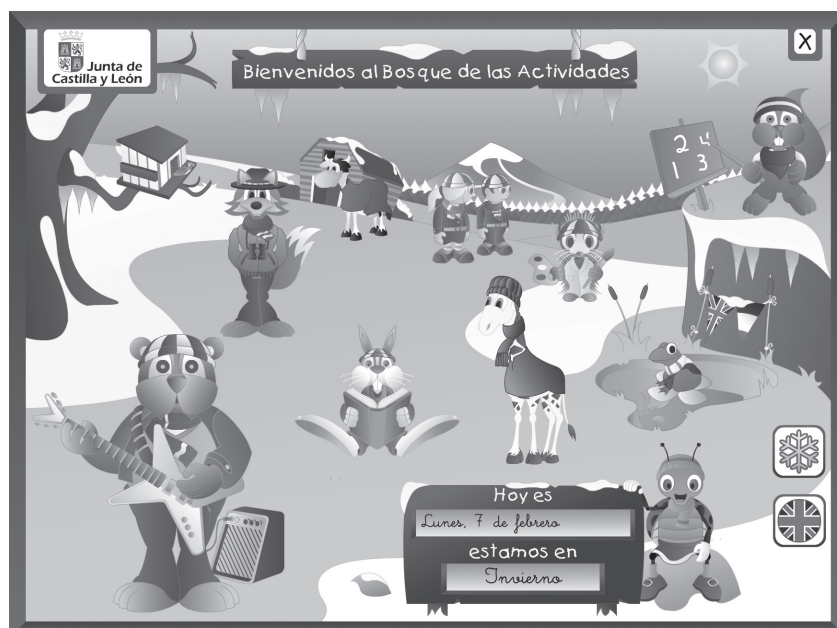 Junta de
Castilla y León
Bienvenidos al Bosque de las Actividades
X
2 4
1 3
Hoy es
Lunes, 7 de febrero
estamos en
Invierno